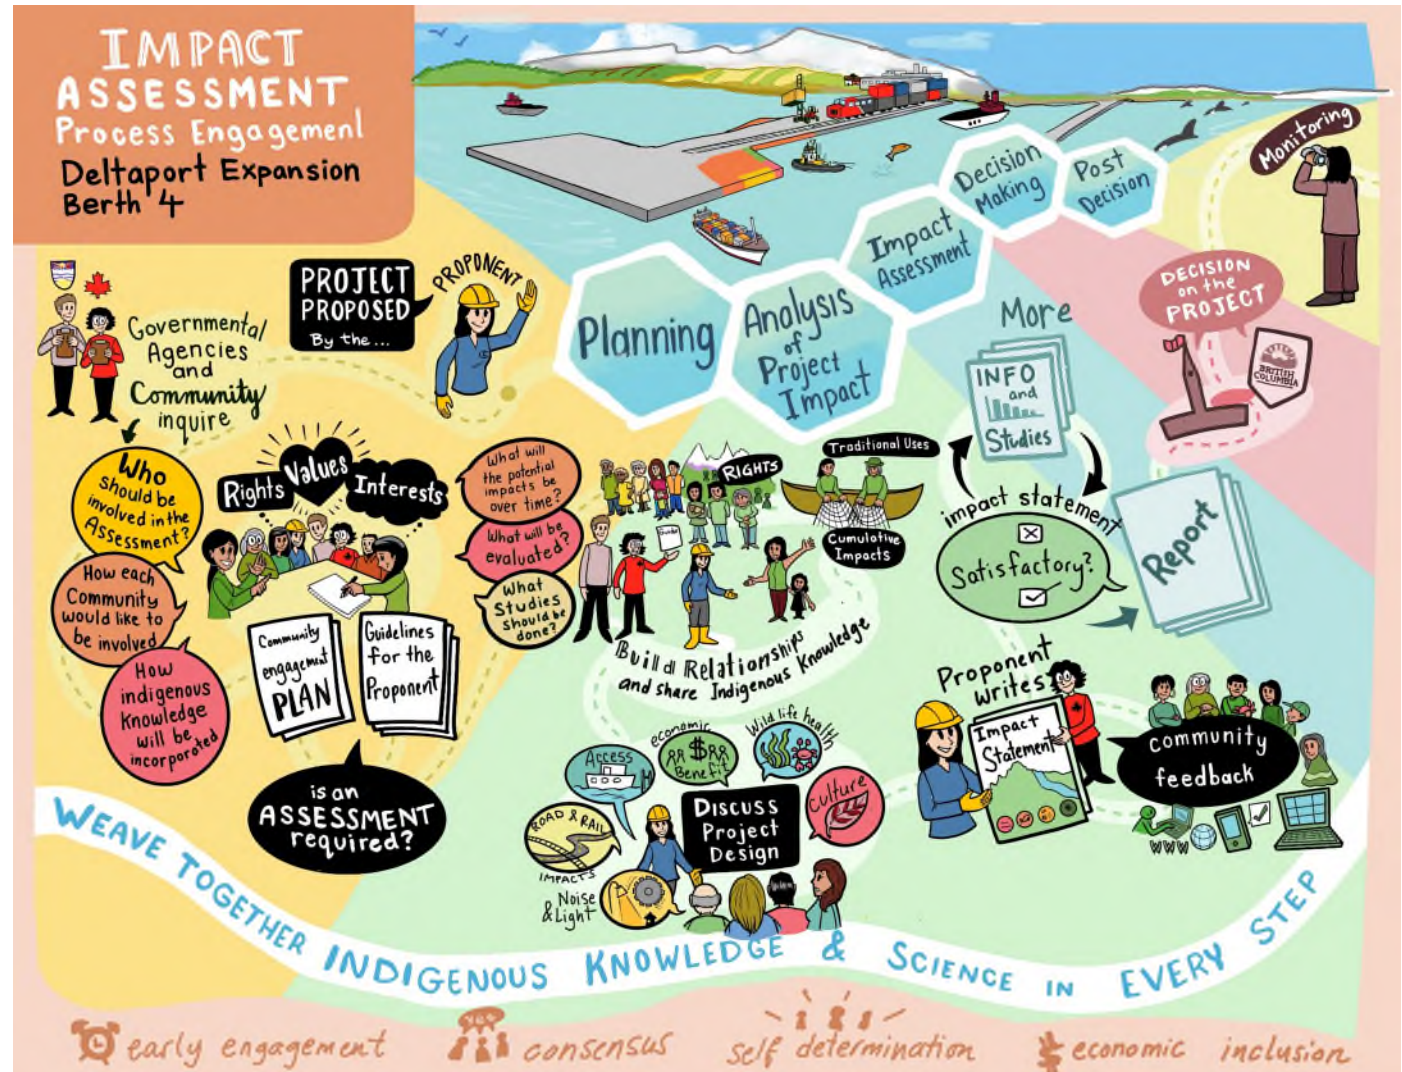 IMPACT
ASSESSMENT
Process Engagement
Deltaport Expansion
Berth 4
Planning
Analysis
of
Project
Impact
Impact
Assessment
Decision
Making
Post
Decision
Monitoring
PROJECT
PROPOSED
By the ...
PROPONENT
Governmental
Agencies
and
Community
inquire
Who
should be
involved in the
Assessment?
How each
Community
would like to
be involved
How
indigenous
Knowledge
will be
incorporated
Rights
Values
Interests
Community
engagement
PLAN
Guidelines
for the
Proponent
is an
ASSESSMENT
required?
What will
the potential
impacts be
over time?
What will be
evaluated?
What
Studies
should be
done?
RIGHTS
Traditional Uses
Cumulative
Impacts
Build Relationships
and share Indigenous Knowledge
Access
economic
$
Benefit
Wild life health
Culture
ROAD & RAIL
IMPACTS
Noise
& Light
DISCUSS
Project
Design
More
INFO
and
Studies
impact statement
Satisfactory?
Report
Proponent
writes
Impact
Statement
community
feedback
WWW
DECISION
on the
PROJECT
BRITISH
COLUMBIA
WEAVE TOGETHER INDIGENOUS KNOWLEDGE & SCIENCE IN EVERY STEP
early engagement
consensus
self determination
economic inclusion